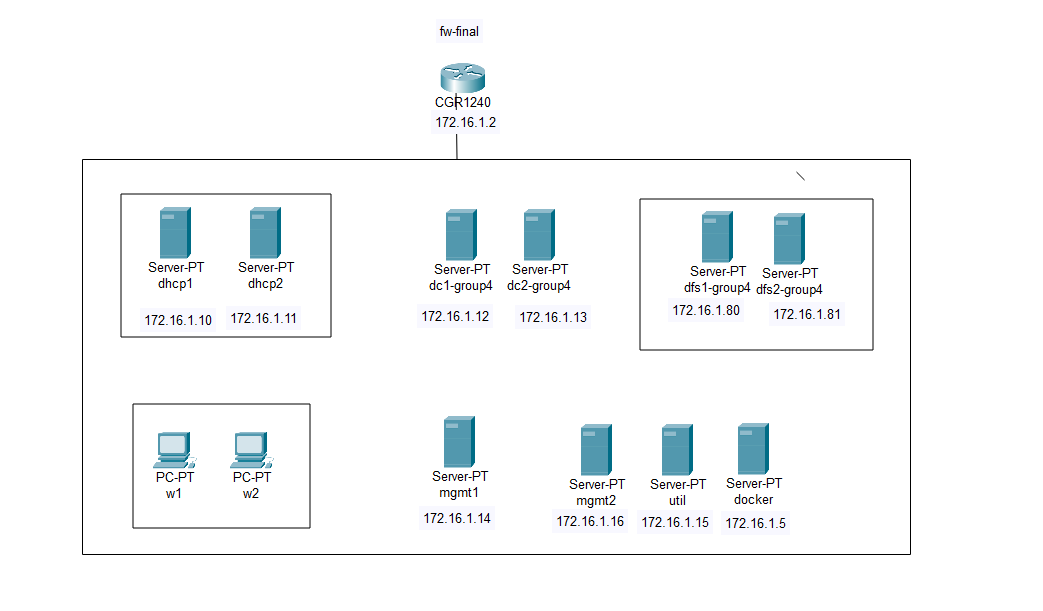 fw-final
CGR1240
172.16.1.2
Server-PT
dhcp1
172.16.1.10
Server-PT
dhcp2
172.16.1.11
Server-PT
dc1-group4
172.16.1.12
Server-PT
dc2-group4
172.16.1.13
Server-PT
dfs1-group4
172.16.1.80
Server-PT
dfs2-group4
172.16.1.81
PC-PT
w1
PC-PT
w2
Server-PT
mgmt1
172.16.1.14
Server-PT
mgmt2
172.16.1.16
Server-PT
util
172.16.1.15
Server-PT
docker
172.16.1.5